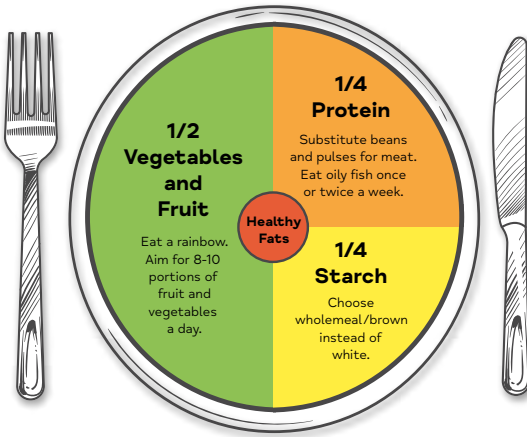 1/2
Vegetables
and
Fruit
Eat a rainbow.
Aim for 8-10
portions of
fruit and
vegetables
a day.
Healthy
Fats
1/4
Protein
Substitute beans
and pulses for meat.
Eat oily fish once
or twice a week.
1/4
Starch
Choose
wholemeal/brown
instead of
white.